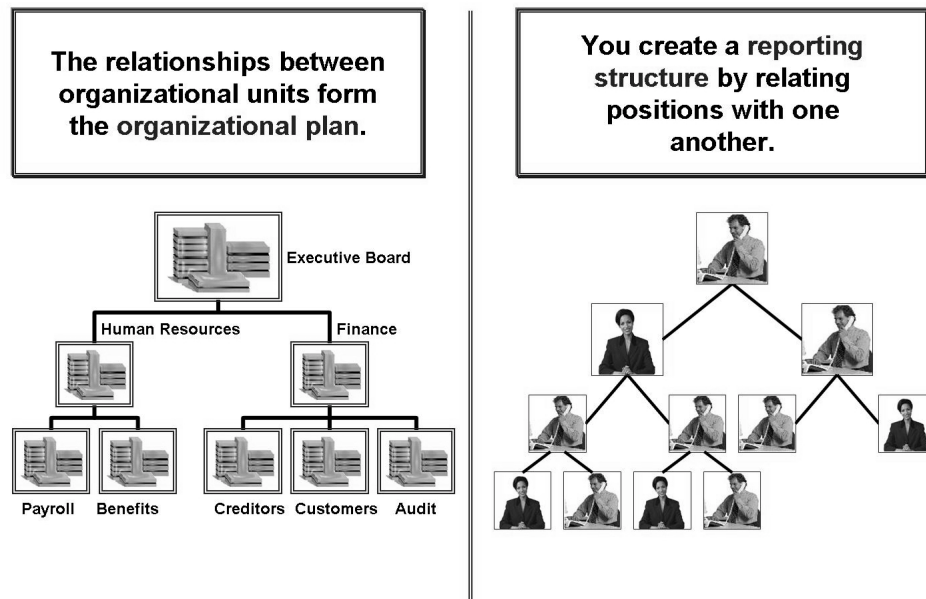 The relationships between
organizational units form
the organizational plan.
You create a reporting
structure by relating
positions with one
another.
Executive Board
Human Resources
Finance
Payroll
Benefits
Creditors
Customers
Audit